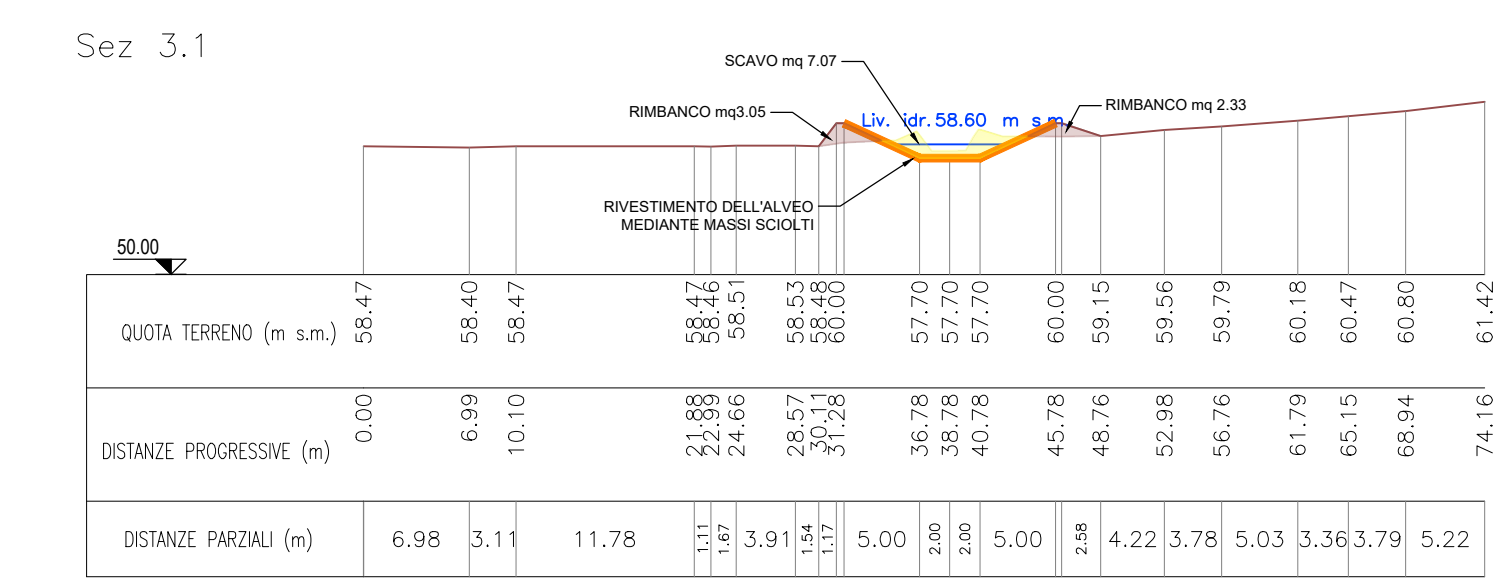 Sez 3.1
SCAVO mq 7.07
RIMBANCO mq3.05
RIMBANCO mq 2.33
Liv. idr. 58.60 m s.m.
RIVESTIMENTO DELL'ALVEO
MEDIANTE MASSI SCIOLTI
50.00
QUOTA TERRENO (m s.m.) 58.47 58.40 58.47 58.47 58.46 58.51 58.53 58.48 60.00 57.70 57.70 57.70 60.00 59.15 59.56 59.79 60.18 60.47 60.80 61.42
DISTANZE PROGRESSIVE (m) 0.00 6.99 10.10 21.88 22.99 24.66 28.57 30.11 31.28 36.78 38.78 40.78 45.78 48.76 52.98 56.76 61.79 65.15 68.94 74.16
DISTANZE PARZIALI (m) 6.98 3.11 11.78 1.11 1.67 3.91 1.54 1.17 5.00 2.00 2.00 5.00 2.58 4.22 3.78 5.03 3.36 3.79 5.22